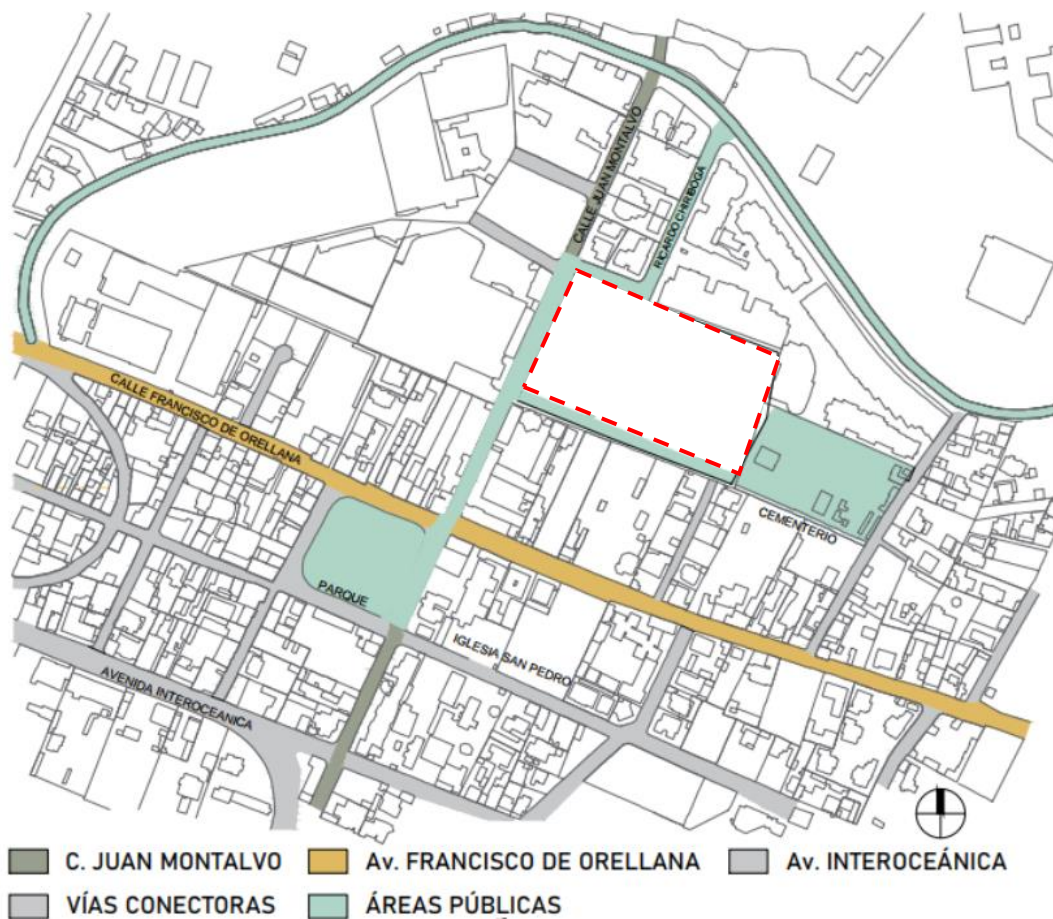 CALLE JUAN MONTALVO
RICARDO CHIRIBOGA
CALLE FRANCISCO DE ORELLANA
CEMENTERIO
PARQUE
IGLESIA SAN PEDRO
AVENIDA INTEROCEÁNICA
C. JUAN MONTALVO
Av. FRANCISCO DE ORELLANA
Av. INTEROCEÁNICA
VÍAS CONECTORAS
ÁREAS PÚBLICAS